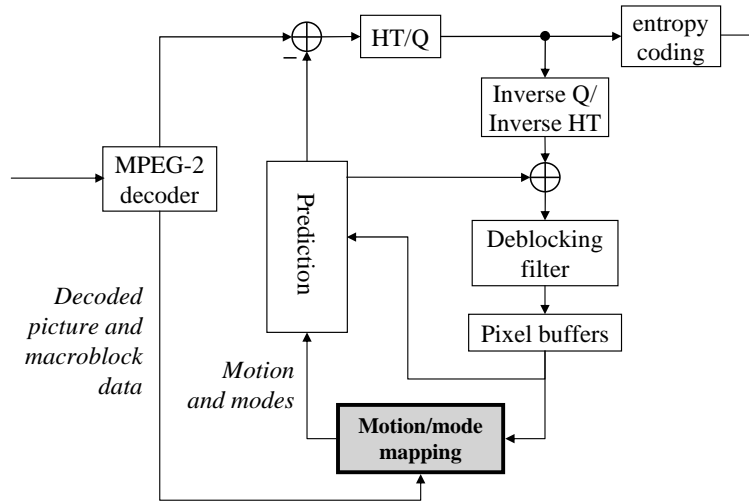 HT/Q
entropy
coding
Inverse Q/
Inverse HT
MPEG-2
decoder
Prediction
Deblocking
filter
Decoded
picture and
macroblock
data
Pixel buffers
Motion
and modes
Motion/mode
mapping